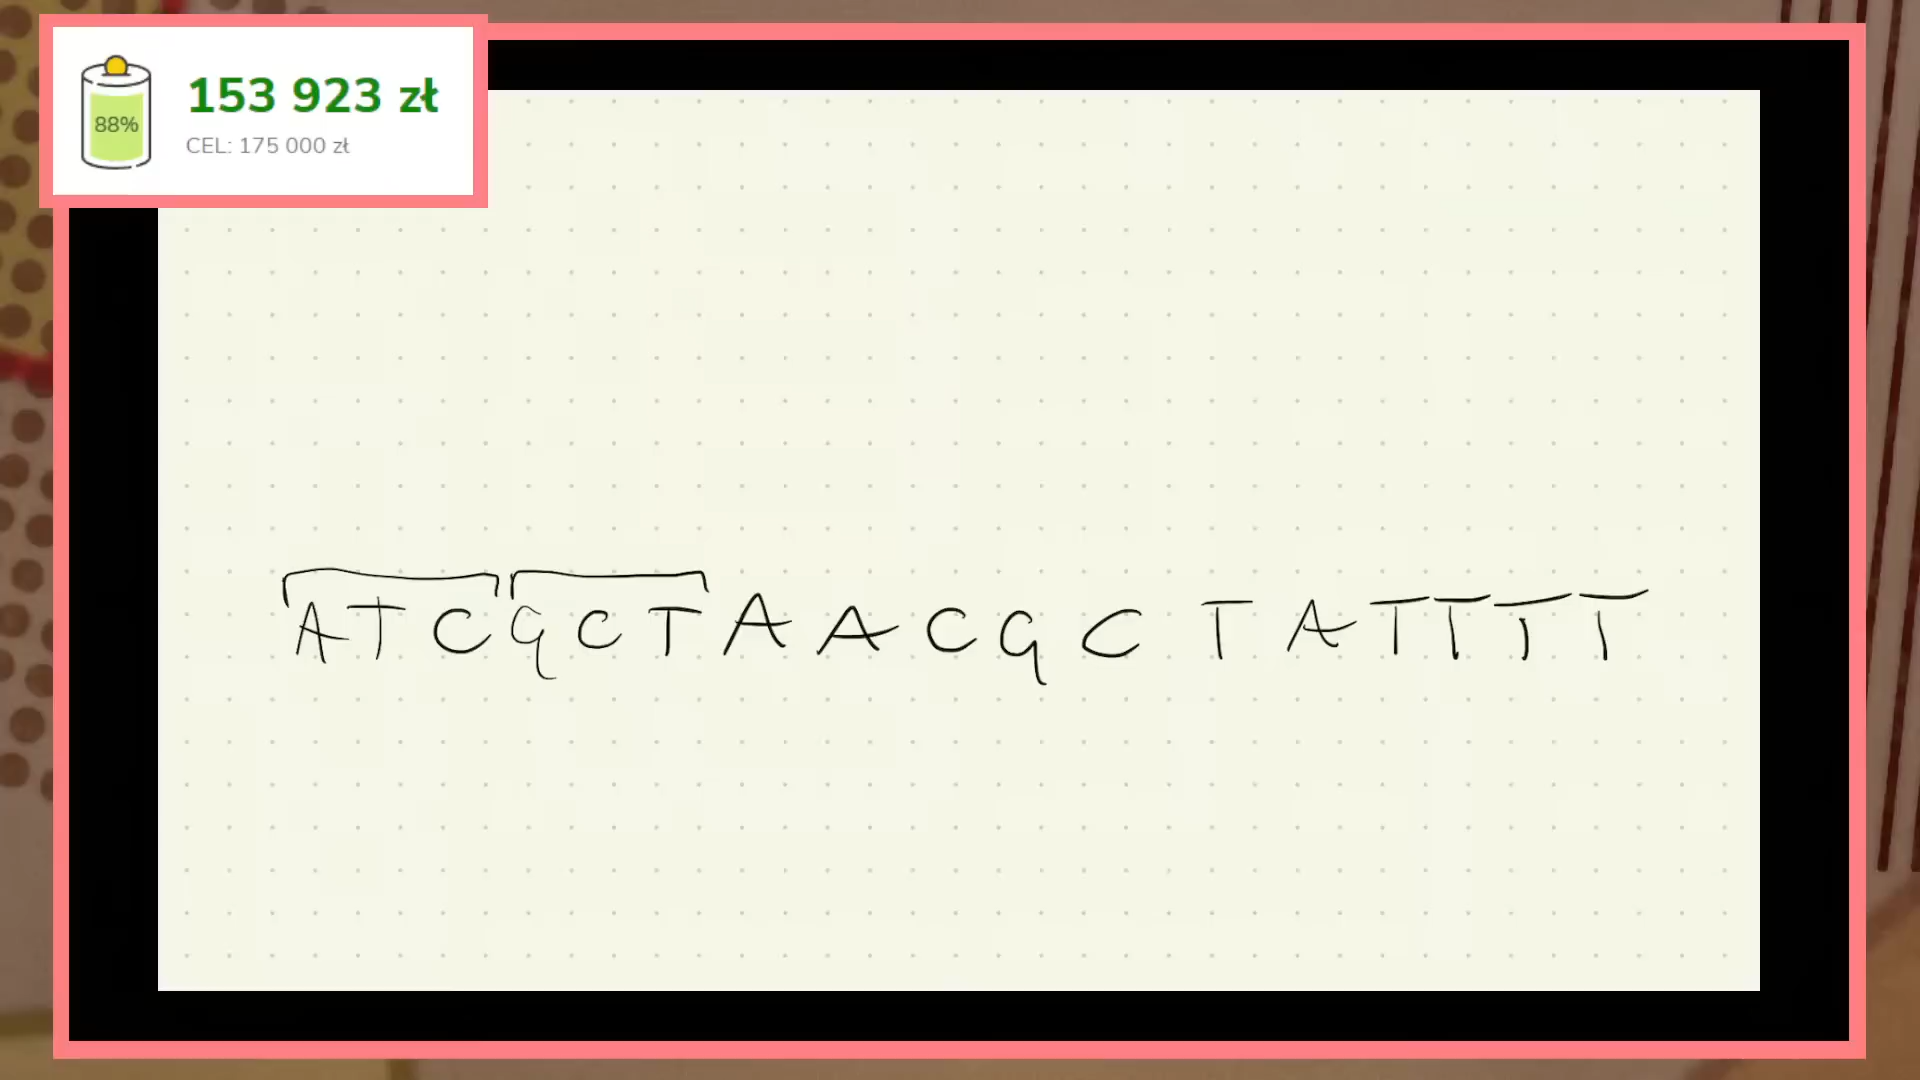 153 923 zł
88%
CEL: 175 000 zł
ATCGCTAACGCTATTTT